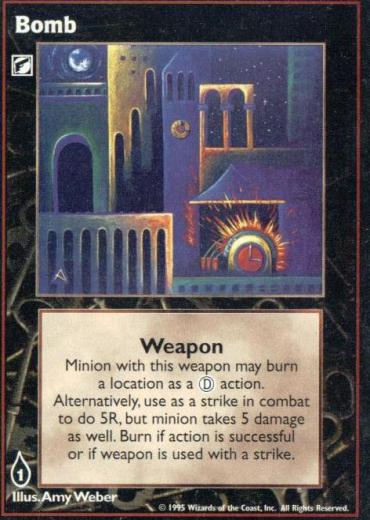 Bomb
Weapon
Minion with this weapon may burn
a location as a Ⓓ action.
Alternatively, use as a strike in combat
to do 5R, but minion takes 5 damage
as well. Burn if action is successful
or if weapon is used with a strike.
1
Illus. Amy Weber
© 1995 Wizards of the Coast, Inc. All Rights Reserved.